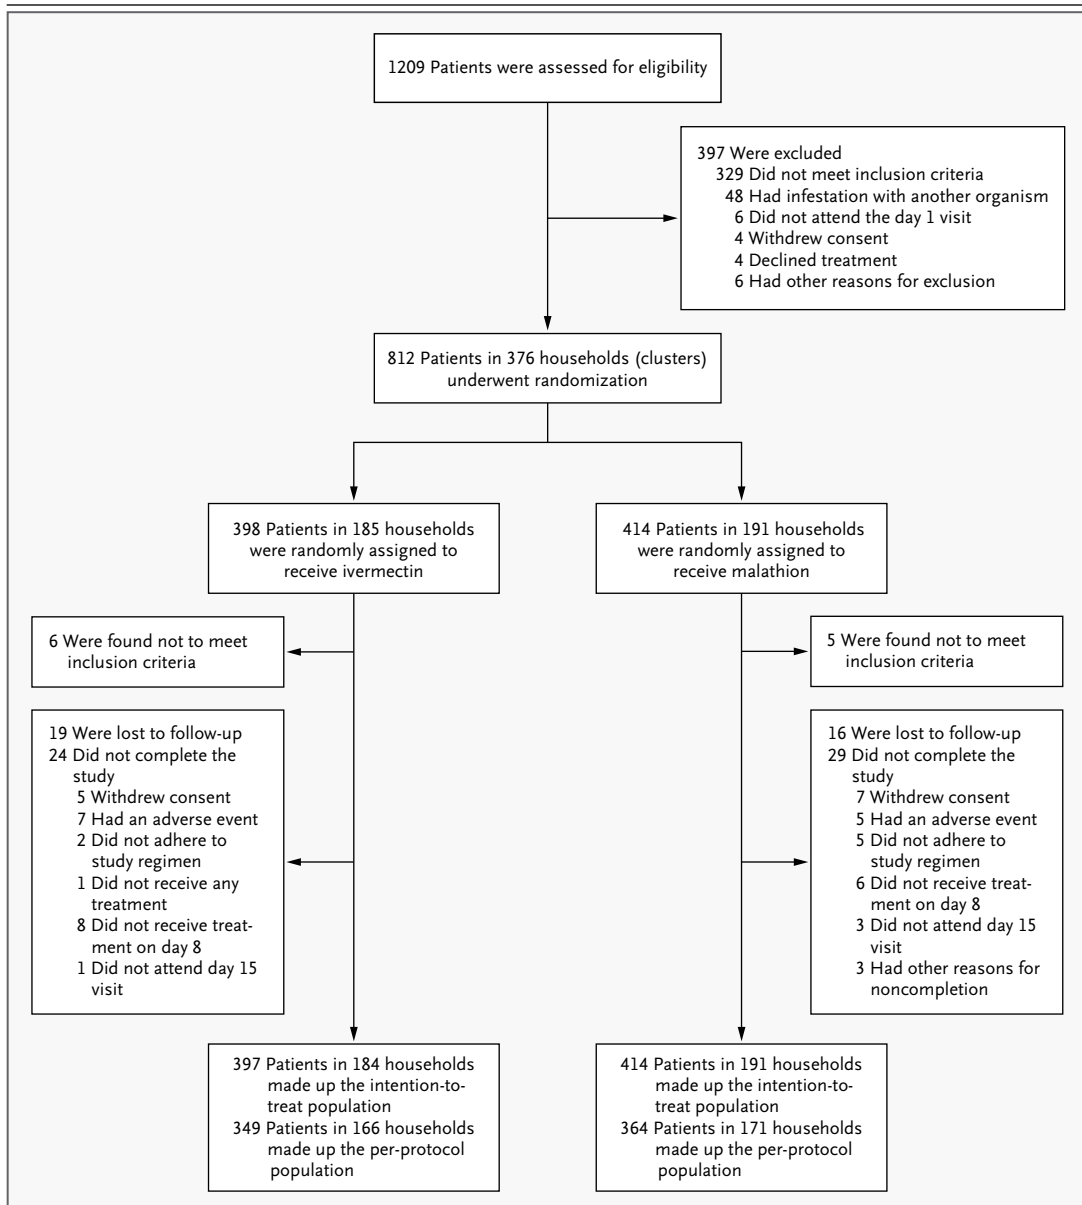 1209 Patients were assessed for eligibility
397 Were excluded
329 Did not meet inclusion criteria
48 Had infestation with another organism
6 Did not attend the day 1 visit
4 Withdrew consent
4 Declined treatment
6 Had other reasons for exclusion
812 Patients in 376 households (clusters)
underwent randomization
398 Patients in 185 households
were randomly assigned to
receive ivermectin
414 Patients in 191 households
were randomly assigned to
receive malathion
6 Were found not to meet
inclusion criteria
5 Were found not to meet
inclusion criteria
19 Were lost to follow-up
24 Did not complete the
study
5 Withdrew consent
7 Had an adverse event
2 Did not adhere to
study regimen
1 Did not receive any
treatment
8 Did not receive treat-
ment on day 8
1 Did not attend day 15
visit
16 Were lost to follow-up
29 Did not complete the
study
7 Withdrew consent
5 Had an adverse event
5 Did not adhere to
study regimen
6 Did not receive treat-
ment on day 8
3 Did not attend day 15
visit
3 Had other reasons for
noncompletion
397 Patients in 184 households
made up the intention-to-
treat population
349 Patients in 166 households
made up the per-protocol
population
414 Patients in 191 households
made up the intention-to-
treat population
364 Patients in 171 households
made up the per-protocol
population